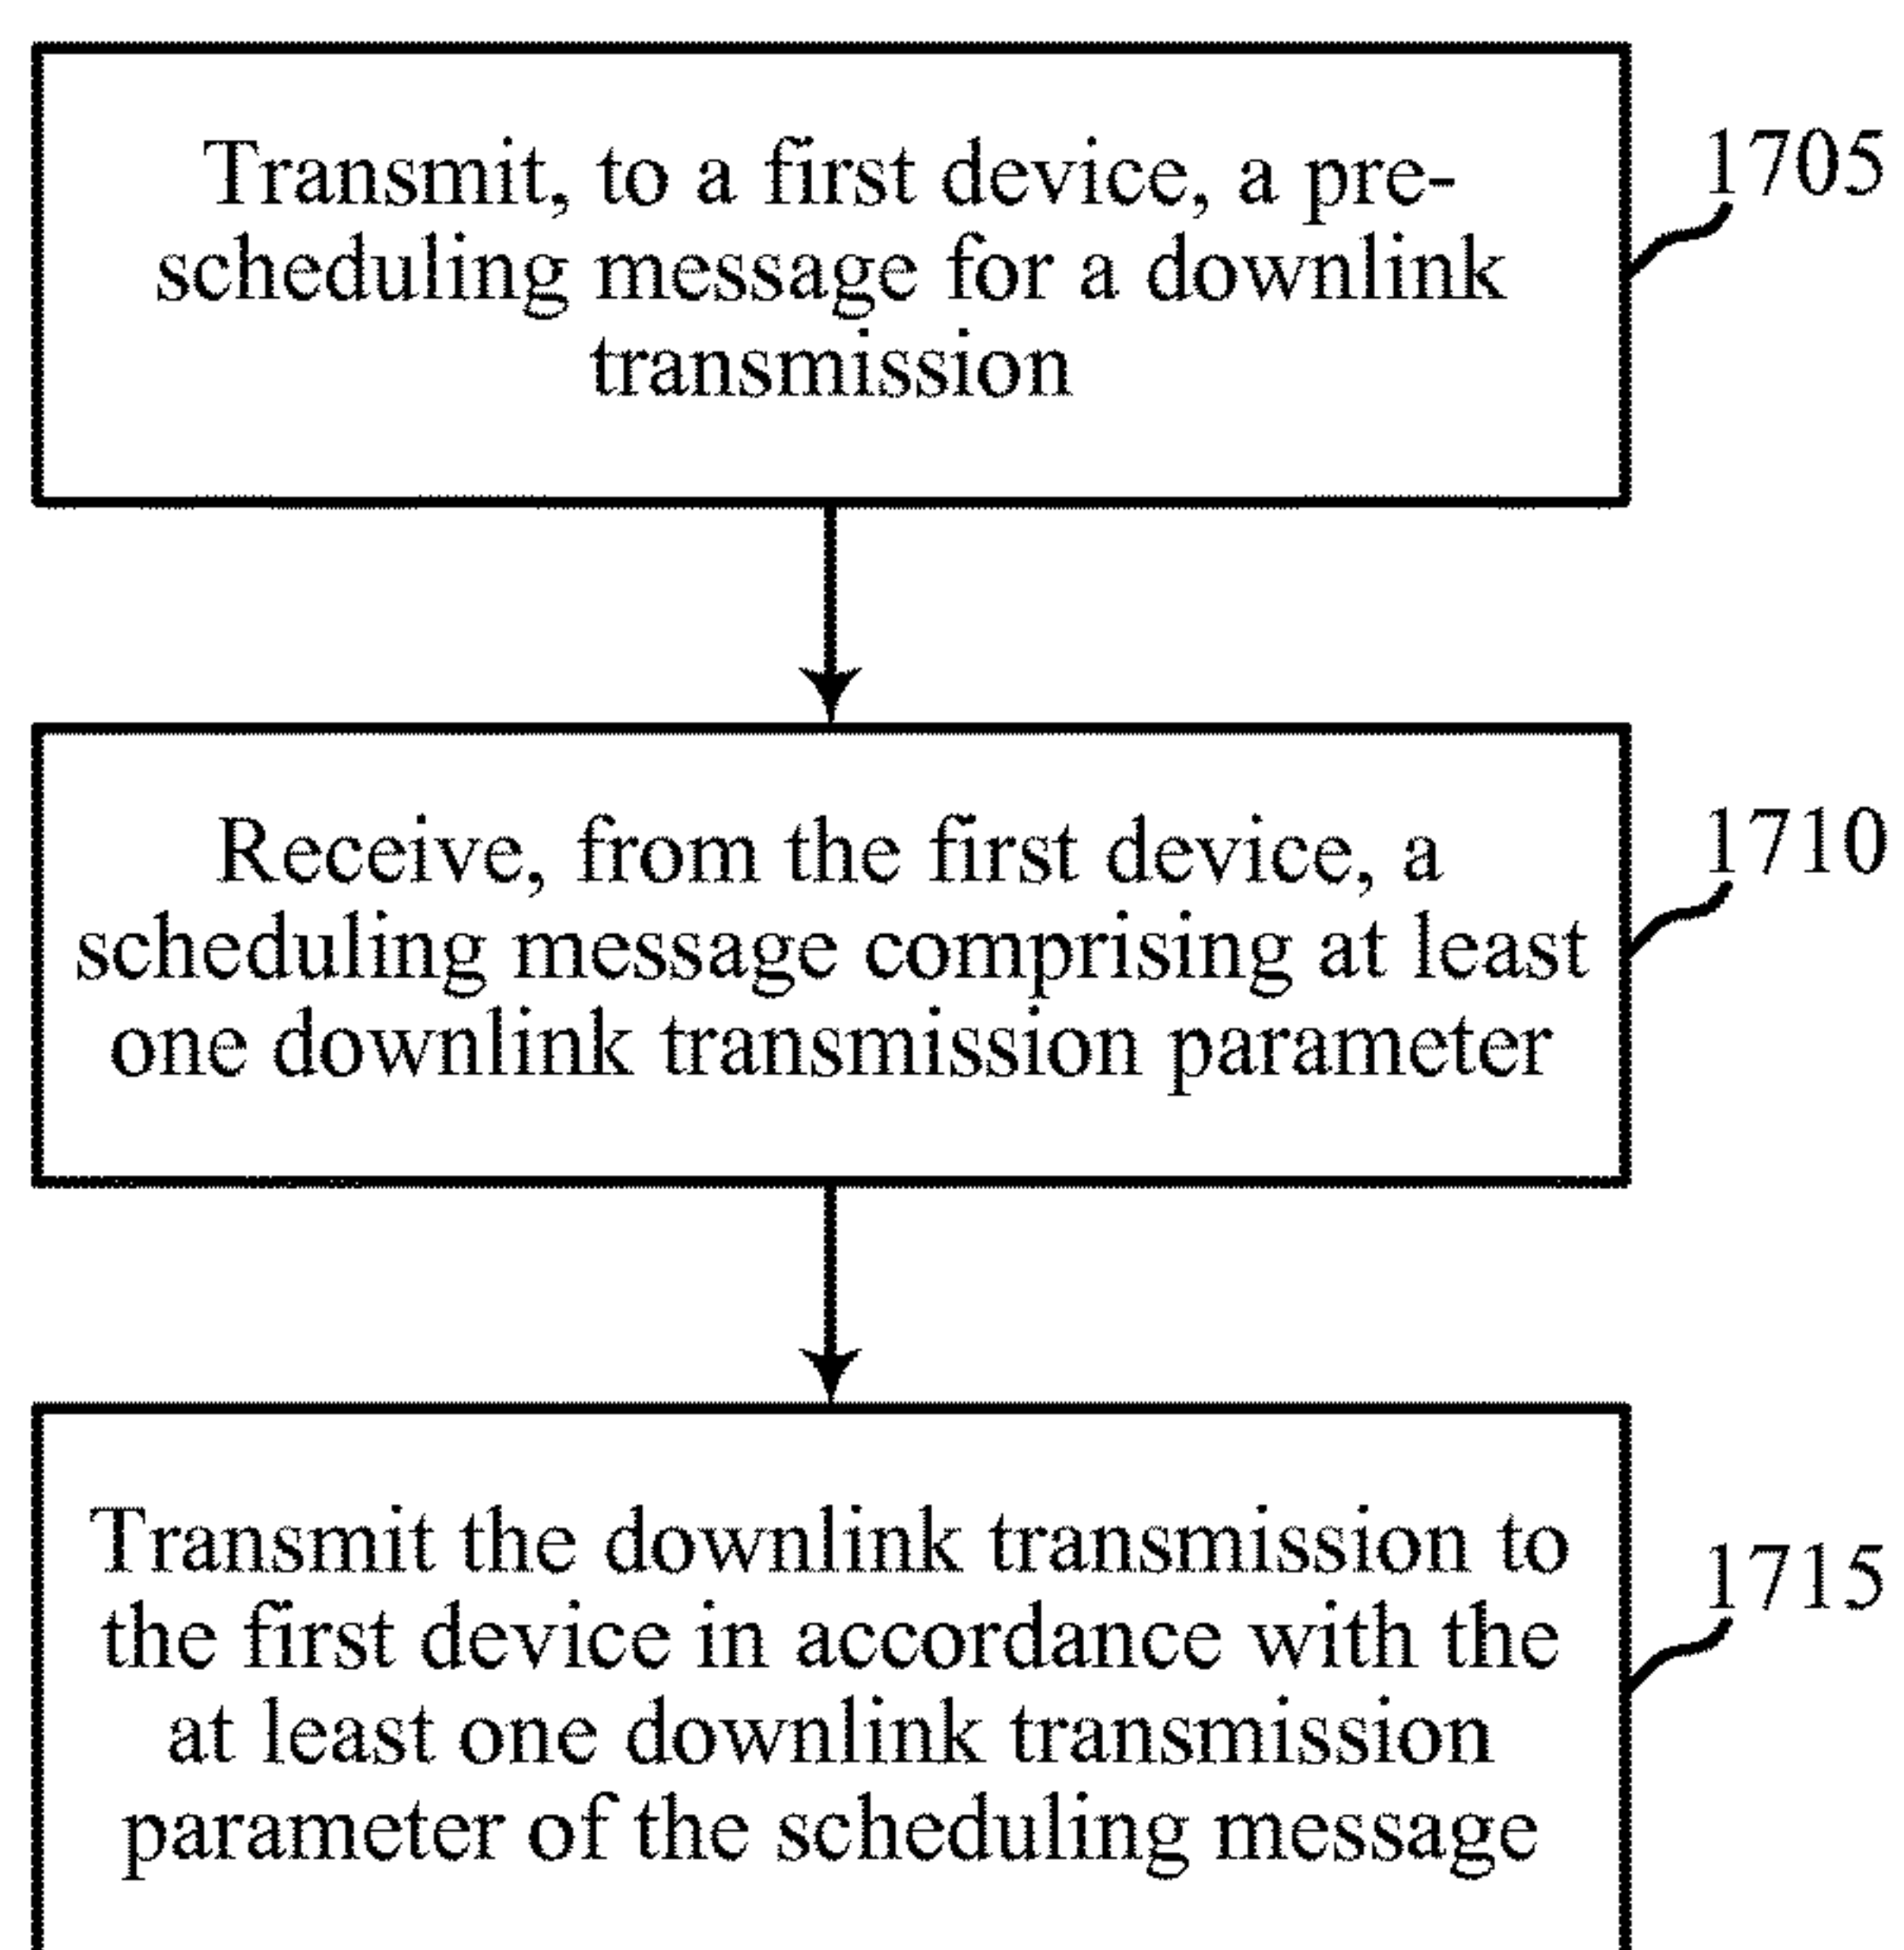 Transmit, to a first device, a pre-
scheduling message for a downlink
transmission
1705
Receive, from the first device, a
scheduling message comprising at least
one downlink transmission parameter
1710
Transmit the downlink transmission to
the first device in accordance with the
at least one downlink transmission
parameter of the scheduling message
1715